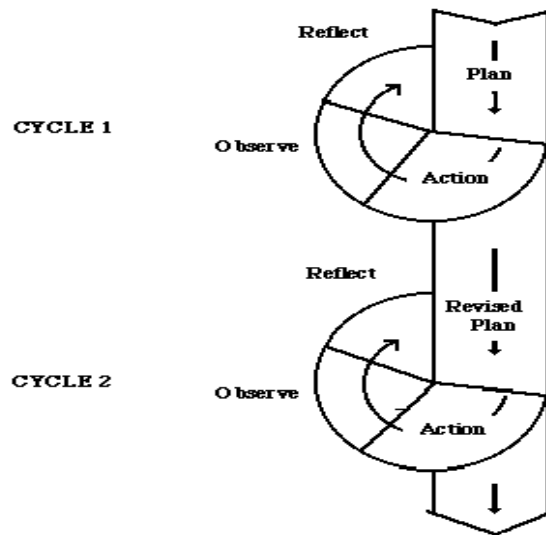 Reflect
Plan
CYCLE 1
Observe
Action
Reflect
Revised
Plan
CYCLE 2
Observe
Action